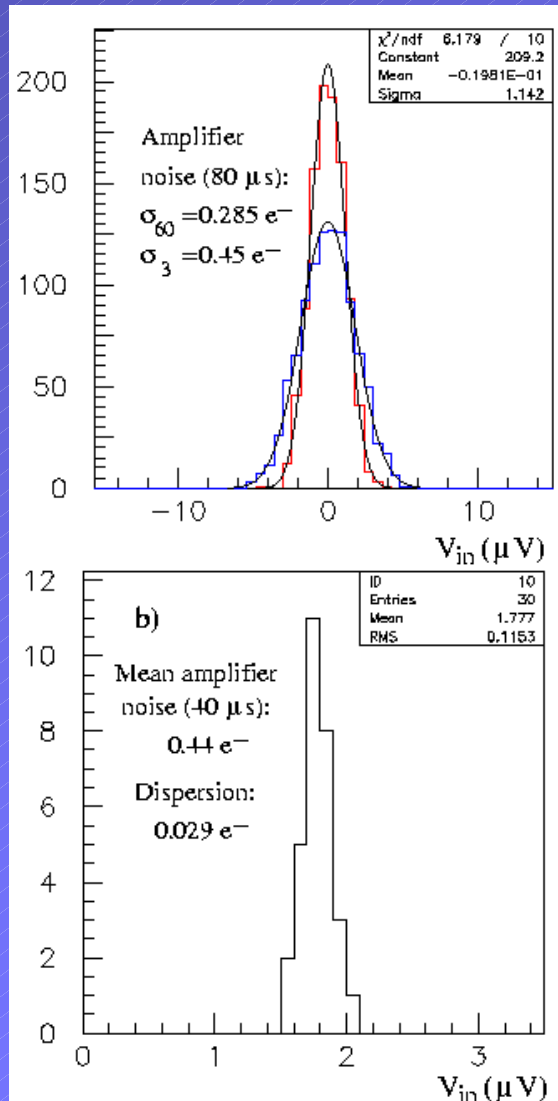 χ²/ndf 6.179 / 10
Constant 209.2
Mean −0.1981E−01
Sigma 1.142
200
150
100
50
0
Amplifier
noise (80 μs):
σ60 =0.285 e−
σ3 =0.45 e−
−10 0 10
Vin (μV)
12
10
8
6
4
2
0
ID 10
Entries 30
Mean 1.777
RMS 0.1153
b)
Mean amplifier
noise (40 μs):
0.44 e−
Dispersion:
0.029 e−
0 1 2 3
Vin (μV)